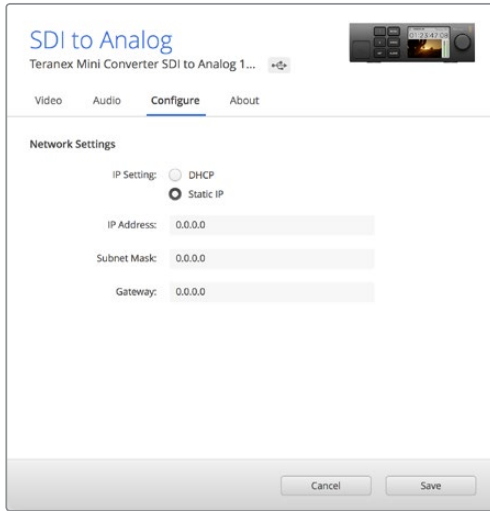 SDI to Analog
Teranex Mini Converter SDI to Analog 1...
Video Audio Configure About
Network Settings
IP Setting: DHCP
Static IP
IP Address: 0.0.0.0
Subnet Mask: 0.0.0.0
Gateway: 0.0.0.0
Cancel Save